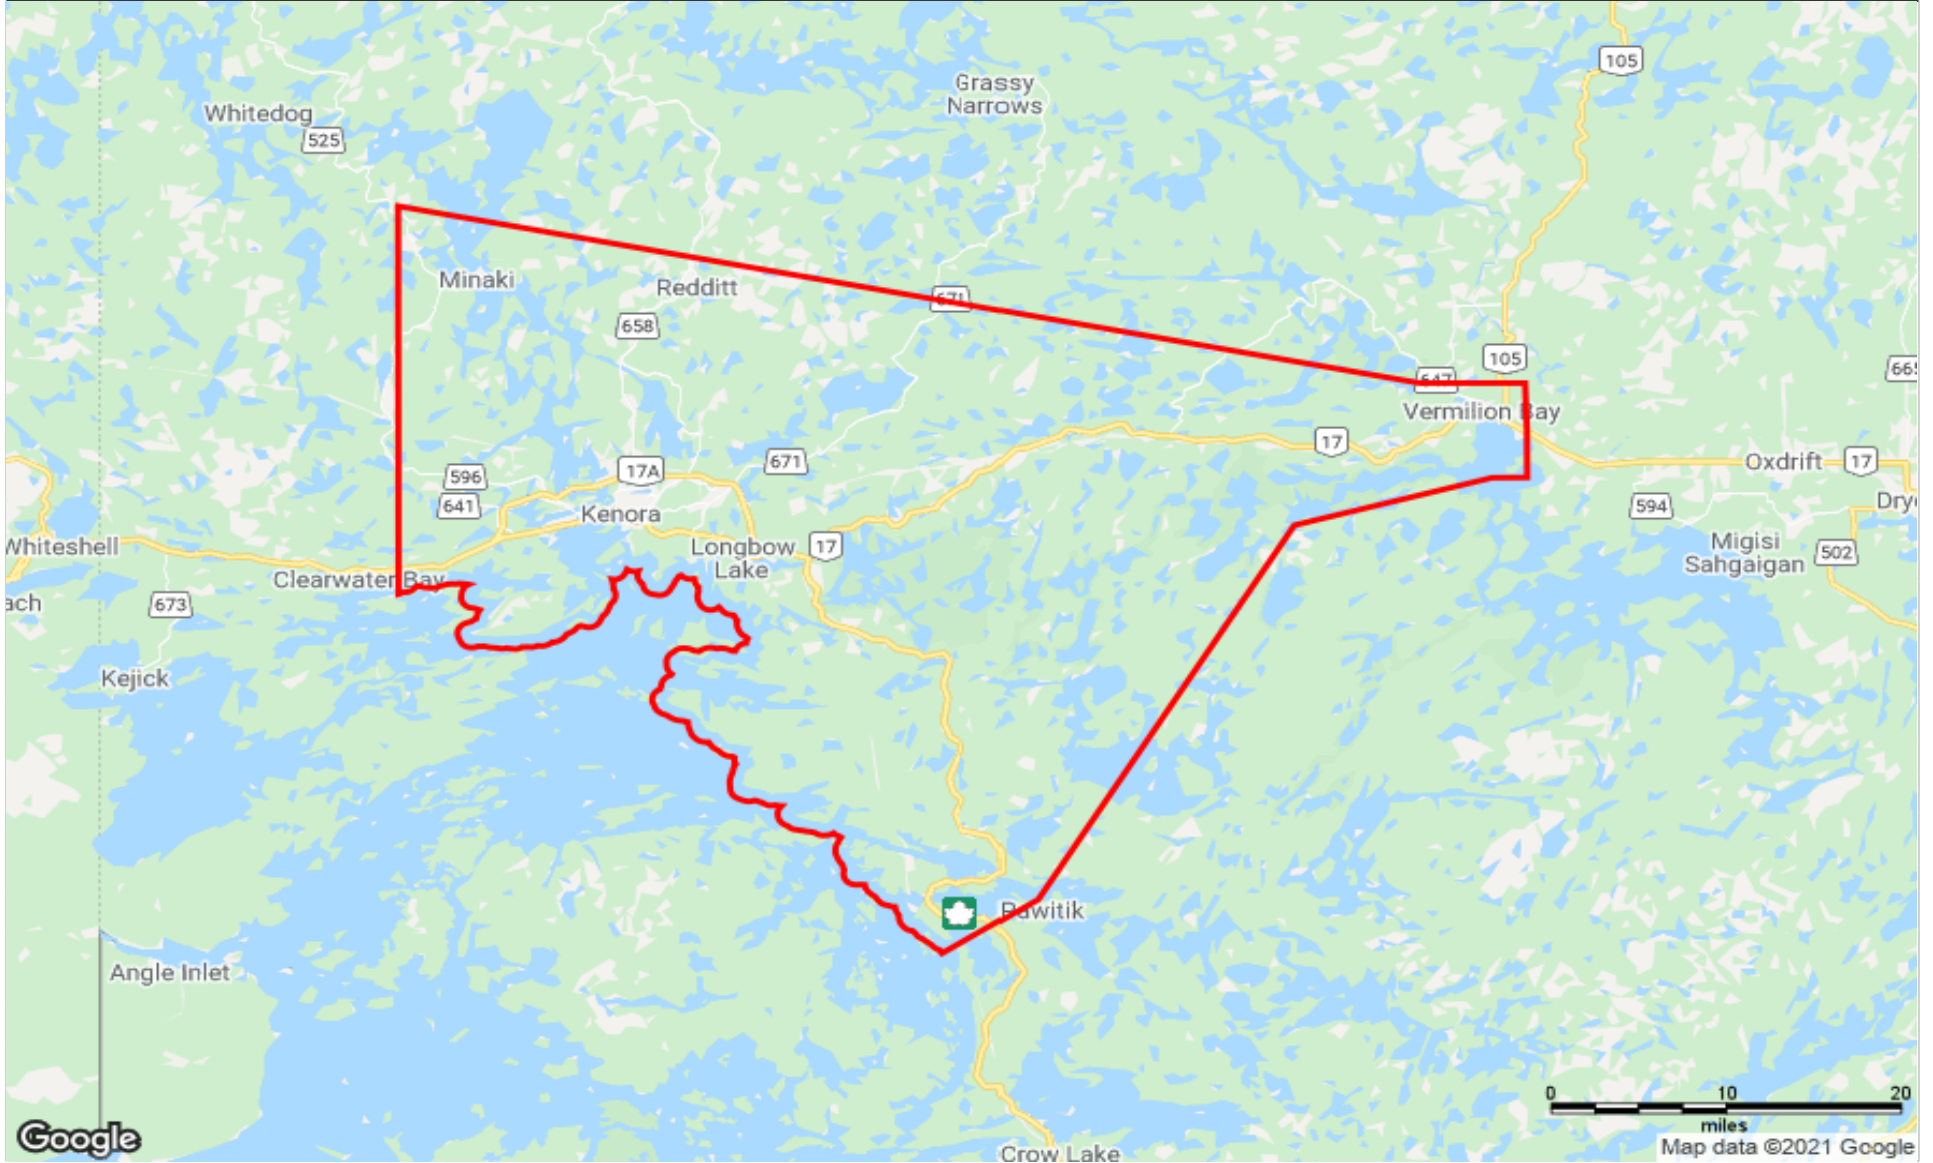 105
Grassy
Narrows
Whitedog
525
Minaki
Redditt
671
658
105
647
665
Vermilion Bay
17
671
17A
596
641
Kenora
Oxdrift
17
594
Whiteshell
Longbow
Lake
17
Migisi
Sahgaigan
502
Clearwater Bay
673
Kejick
Pawitik
Angle Inlet
Crow Lake
0 10 20
miles
Google
Map data ©2021 Google